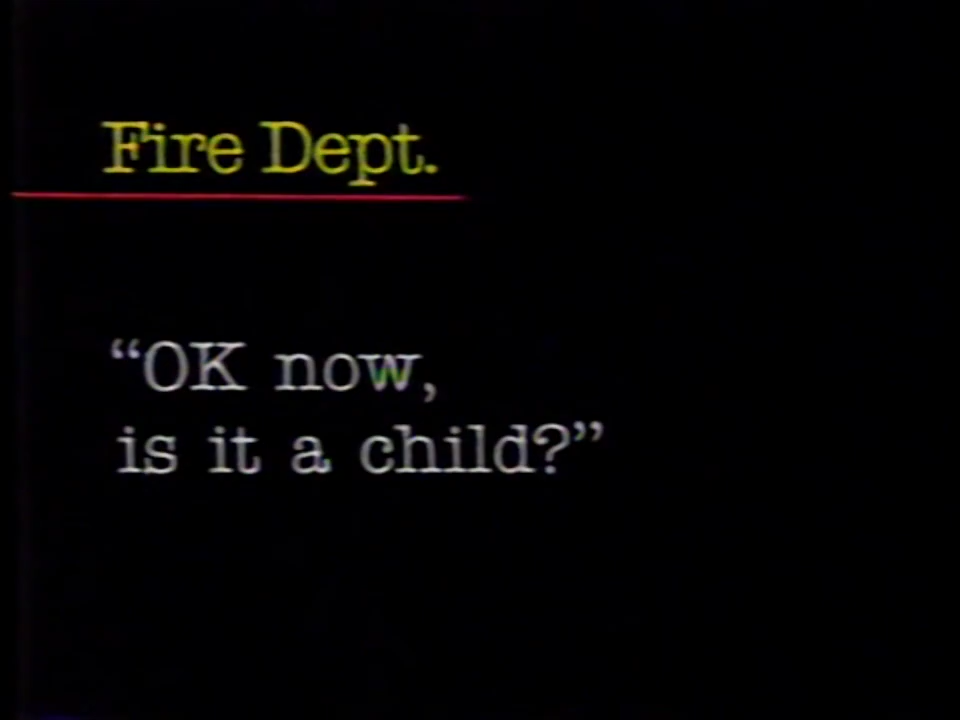 Fire Dept.
“OK now,
is it a child?”